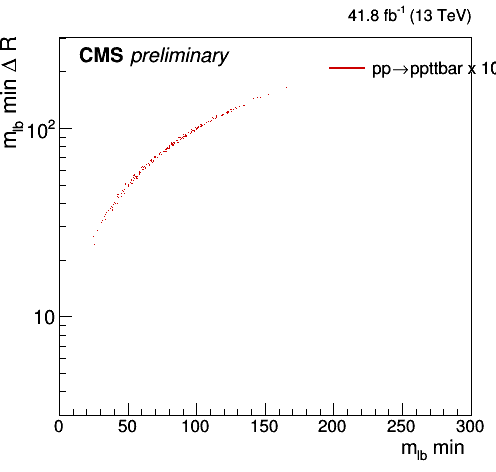 41.8 fb⁻¹ (13 TeV)
CMS preliminary
pp→ppttbar x 10
m_lb min Δ R
10²
10
0 50 100 150 200 250 300
m_lb min